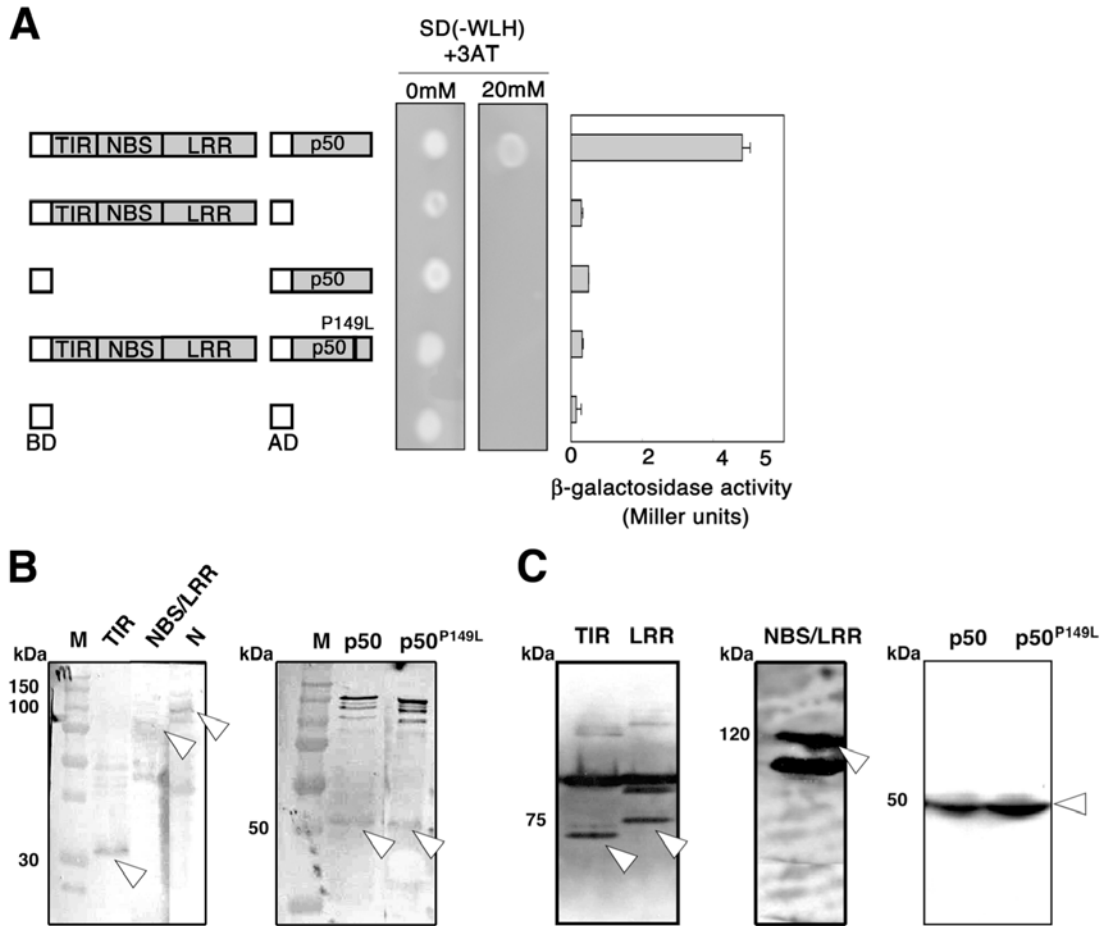 A
SD(-WLH)
+3AT
0mM 20mM
TIR NBS LRR p50
TIR NBS LRR
p50
P149L
TIR NBS LRR p50
BD AD
0 2 4 5
β-galactosidase activity
(Miller units)
B
kDa M TIR NBS/LRR N
150
100
30
kDa M p50 p50P149L
50
C
kDa TIR LRR
75
kDa NBS/LRR
120
kDa p50 p50P149L
50